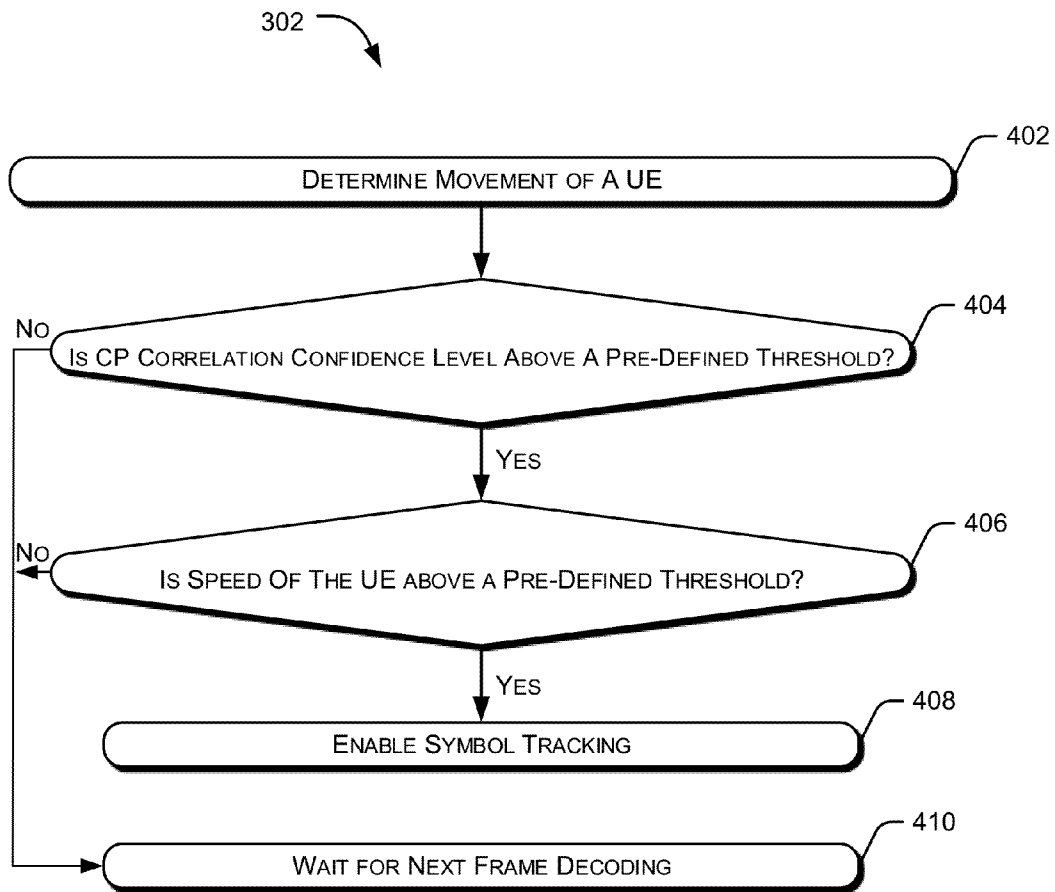 302
402
DETERMINE MOVEMENT OF A UE
404
NO
IS CP CORRELATION CONFIDENCE LEVEL ABOVE A PRE-DEFINED THRESHOLD?
YES
406
NO
IS SPEED OF THE UE ABOVE A PRE-DEFINED THRESHOLD?
YES
408
ENABLE SYMBOL TRACKING
410
WAIT FOR NEXT FRAME DECODING